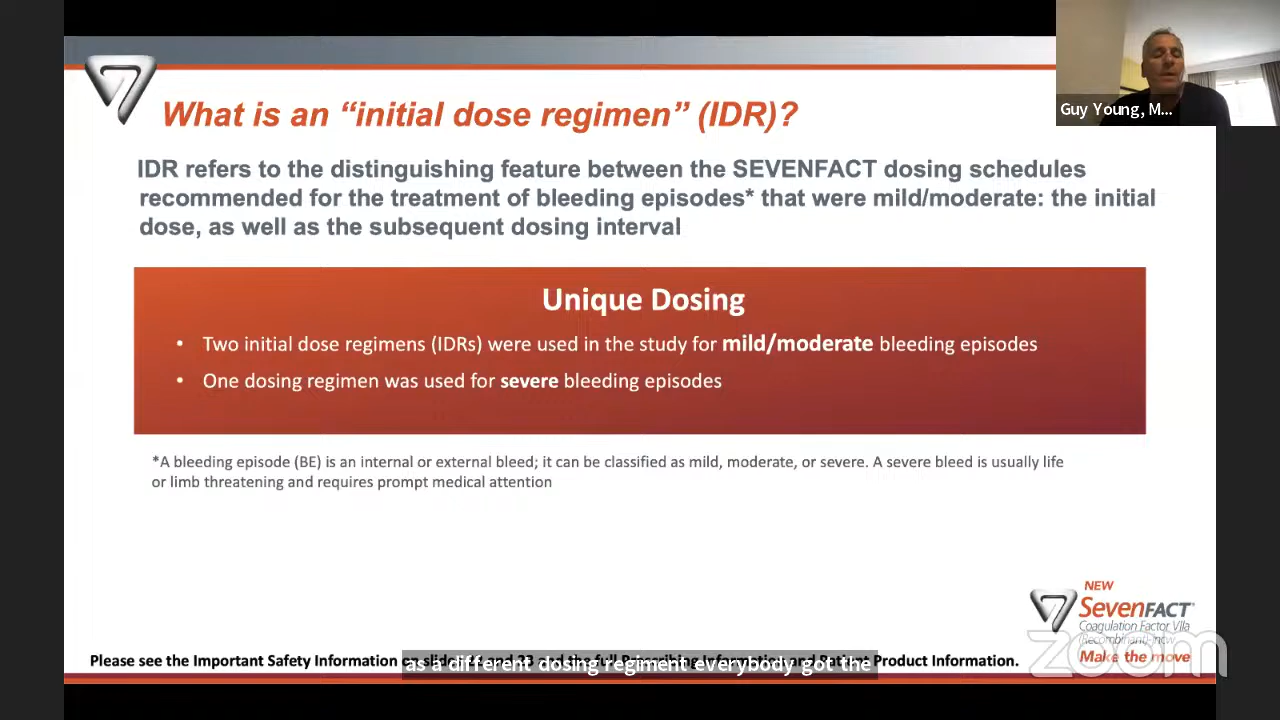 Guy Young, M...
What is an “initial dose regimen” (IDR)?
IDR refers to the distinguishing feature between the SEVENFACT dosing schedules
recommended for the treatment of bleeding episodes* that were mild/moderate: the initial
dose, as well as the subsequent dosing interval
Unique Dosing
• Two initial dose regimens (IDRs) were used in the study for mild/moderate bleeding episodes
• One dosing regimen was used for severe bleeding episodes
*A bleeding episode (BE) is an internal or external bleed; it can be classified as mild, moderate, or severe. A severe bleed is usually life
or limb threatening and requires prompt medical attention
NEW
SEVENFACT
Coagulation Factor VIIa
(Recombinant)-jncw
Make the move
zoom
Please see the Important Safety Information Product Information.
as a different dosing regiment everybody got the